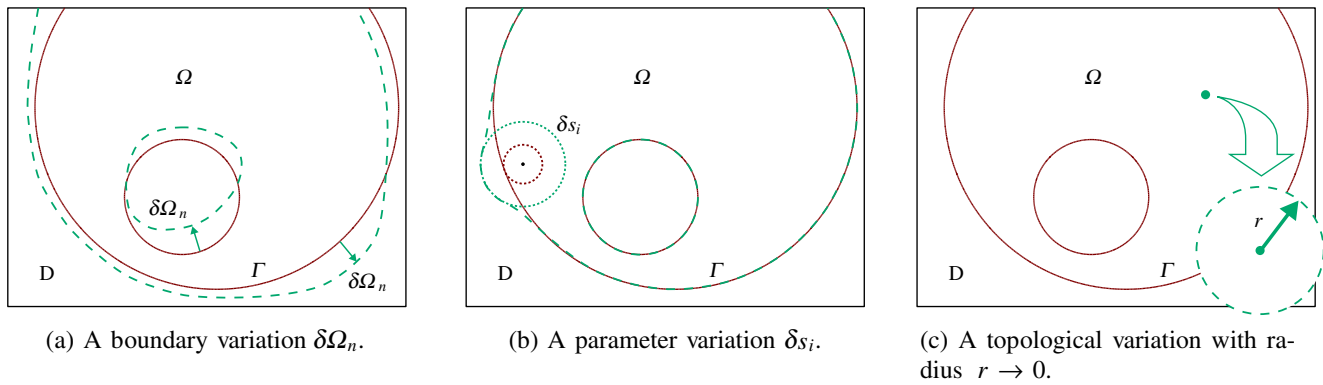 Ω
δΩₙ
D
Γ
δΩₙ
(a) A boundary variation δΩₙ.
Ω
δsᵢ
D
Γ
(b) A parameter variation δsᵢ.
Ω
r
D
Γ
(c) A topological variation with ra-
dius r → 0.